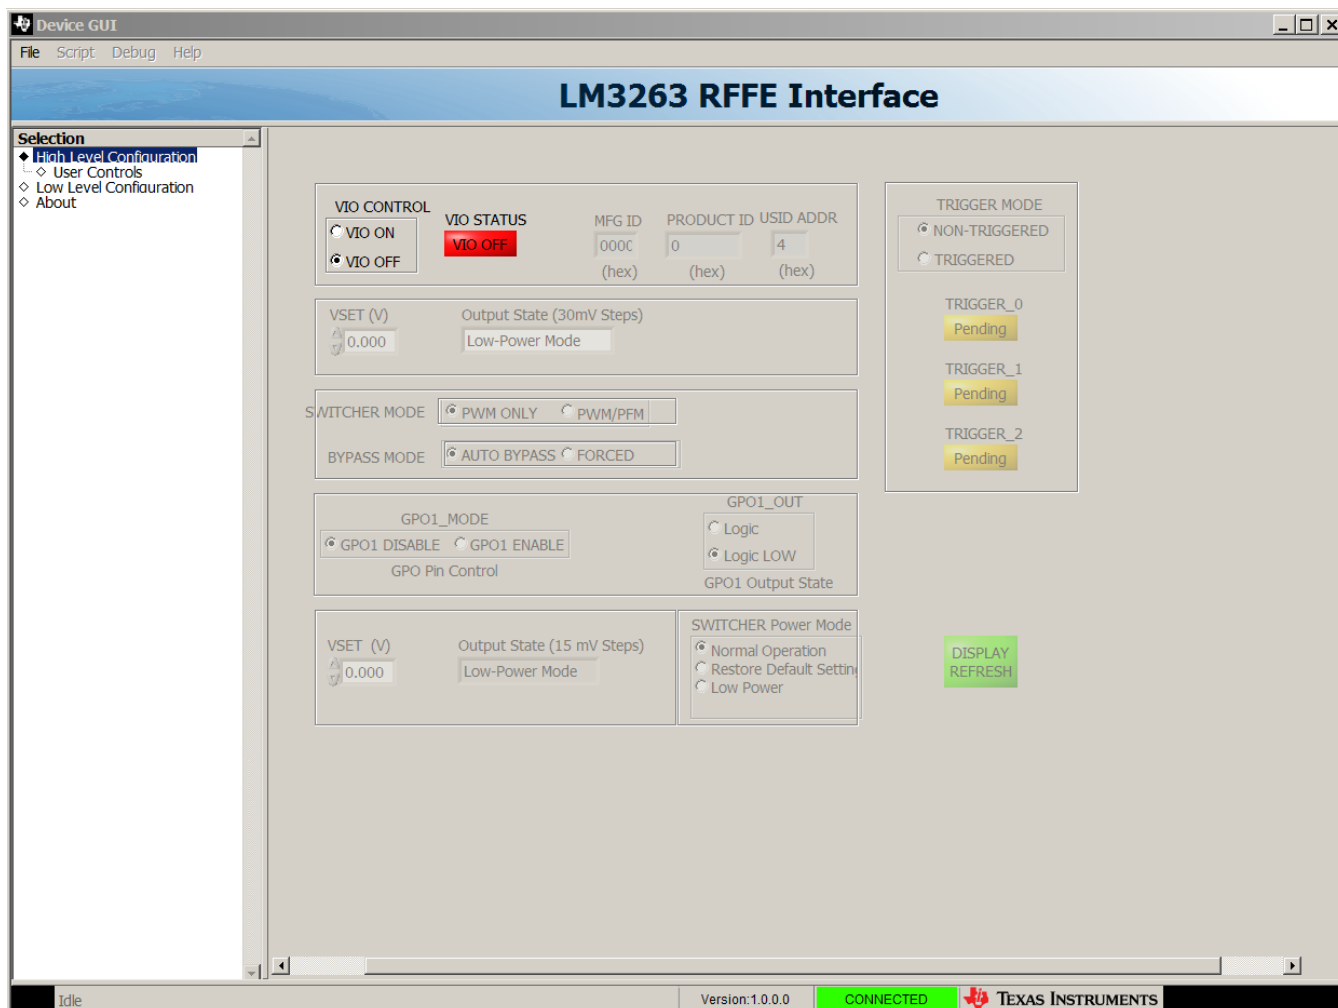 Device GUI
File Script Debug Help
LM3263 RFFE Interface
Selection
High Level Configuration
User Controls
Low Level Configuration
About
VIO CONTROL
VIO ON
VIO OFF
VIO STATUS
VIO OFF
MFG ID
000C
(hex)
PRODUCT ID
0
(hex)
USID ADDR
4
(hex)
VSET (V)
0.000
Output State (30mV Steps)
Low-Power Mode
SWITCHER MODE
PWM ONLY PWM/PFM
BYPASS MODE
AUTO BYPASS FORCED
GPO1_MODE
GPO1 DISABLE GPO1 ENABLE
GPO Pin Control
GPO1_OUT
Logic
Logic LOW
GPO1 Output State
VSET (V)
0.000
Output State (15 mV Steps)
Low-Power Mode
SWITCHER Power Mode
Normal Operation
Restore Default Setting
Low Power
TRIGGER MODE
NON-TRIGGERED
TRIGGERED
TRIGGER_0
Pending
TRIGGER_1
Pending
TRIGGER_2
Pending
DISPLAY
REFRESH
Idle
Version:1.0.0.0
CONNECTED
TEXAS INSTRUMENTS